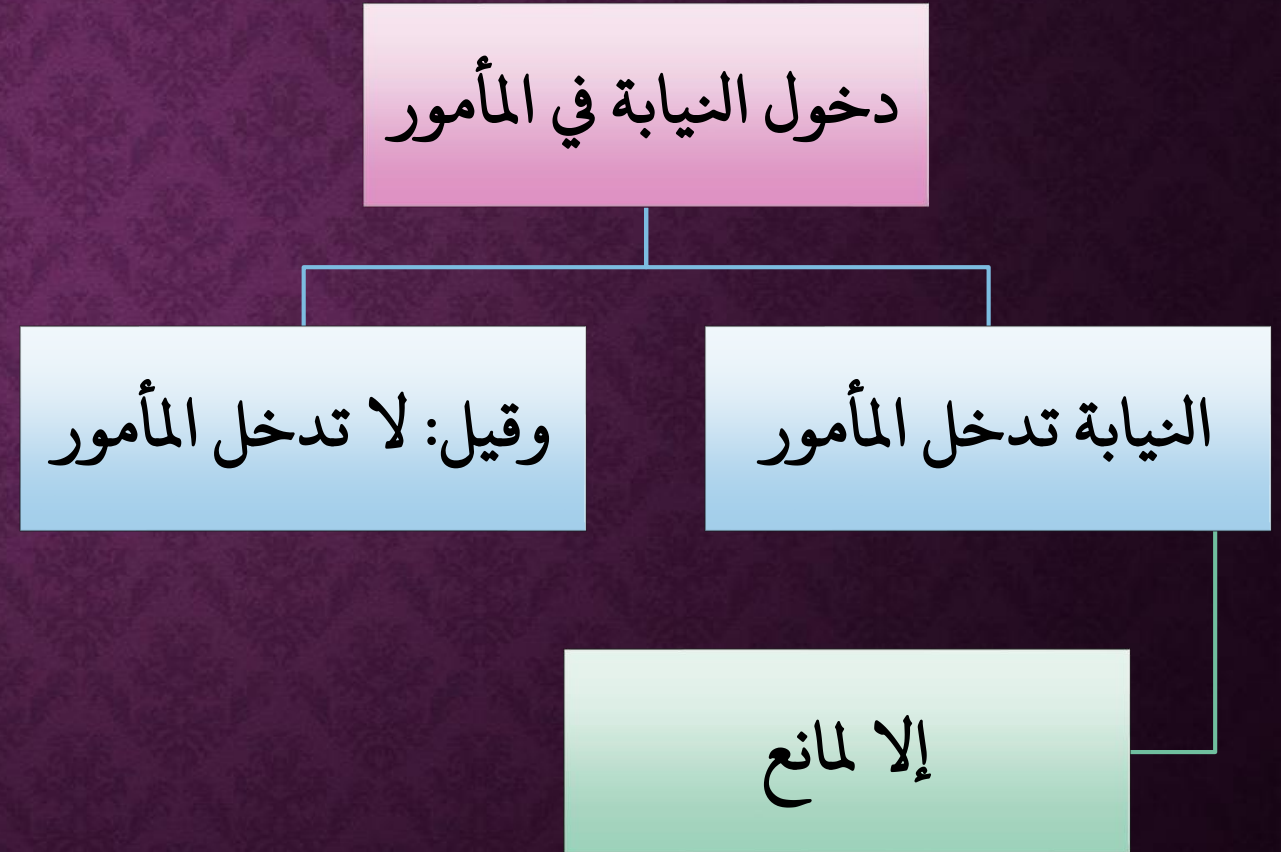 دخول النيابة في المأمور
النيابة تدخل المأمور
وقيل: لا تدخل المأمور
إلا لمانع